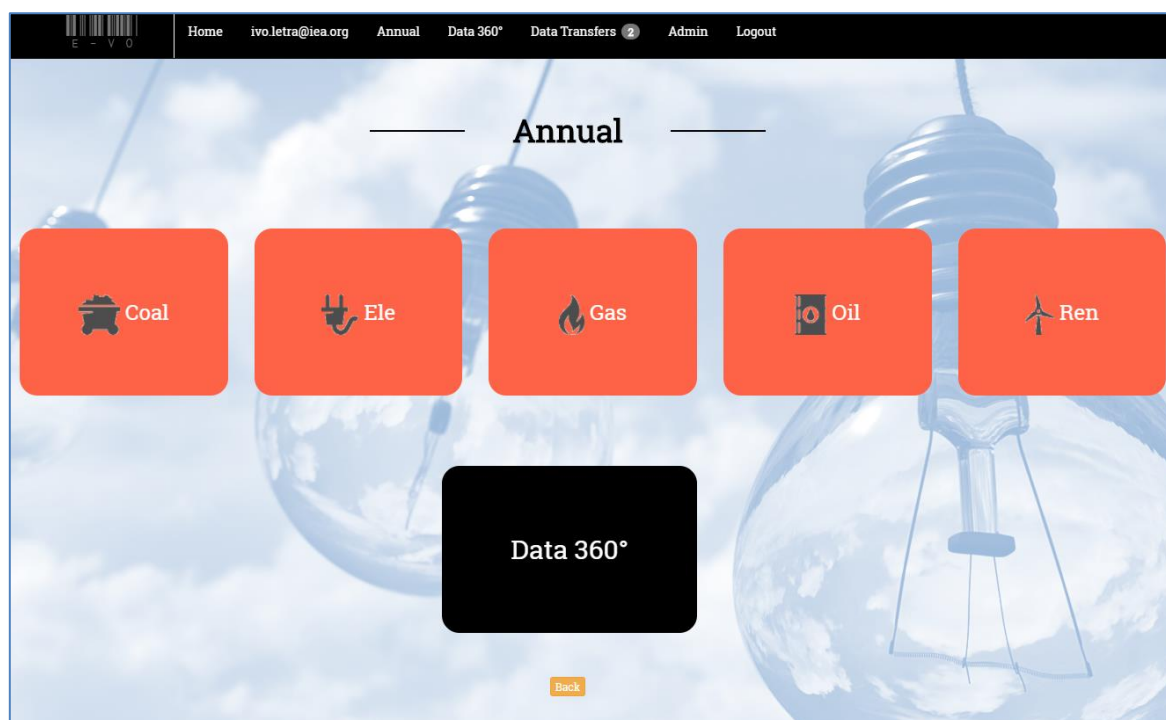 E - V O
Home ivo.letra@iea.org Annual Data 360° Data Transfers 2 Admin Logout
Annual
Coal Ele Gas Oil Ren
Data 360°
Back